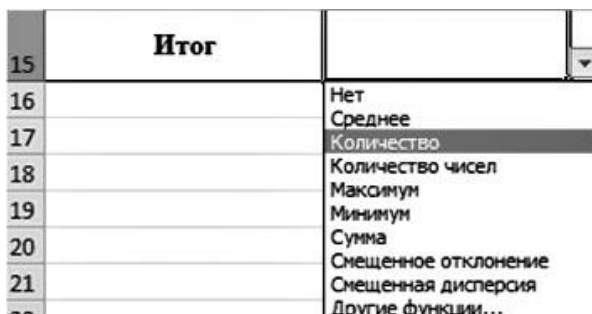 15 Итог
16 Нет
Среднее
17 Количество
18 Количество чисел
Максимум
19 Минимум
20 Сумма
Смещенное отклонение
21 Смещенная дисперсия
Другие функции...